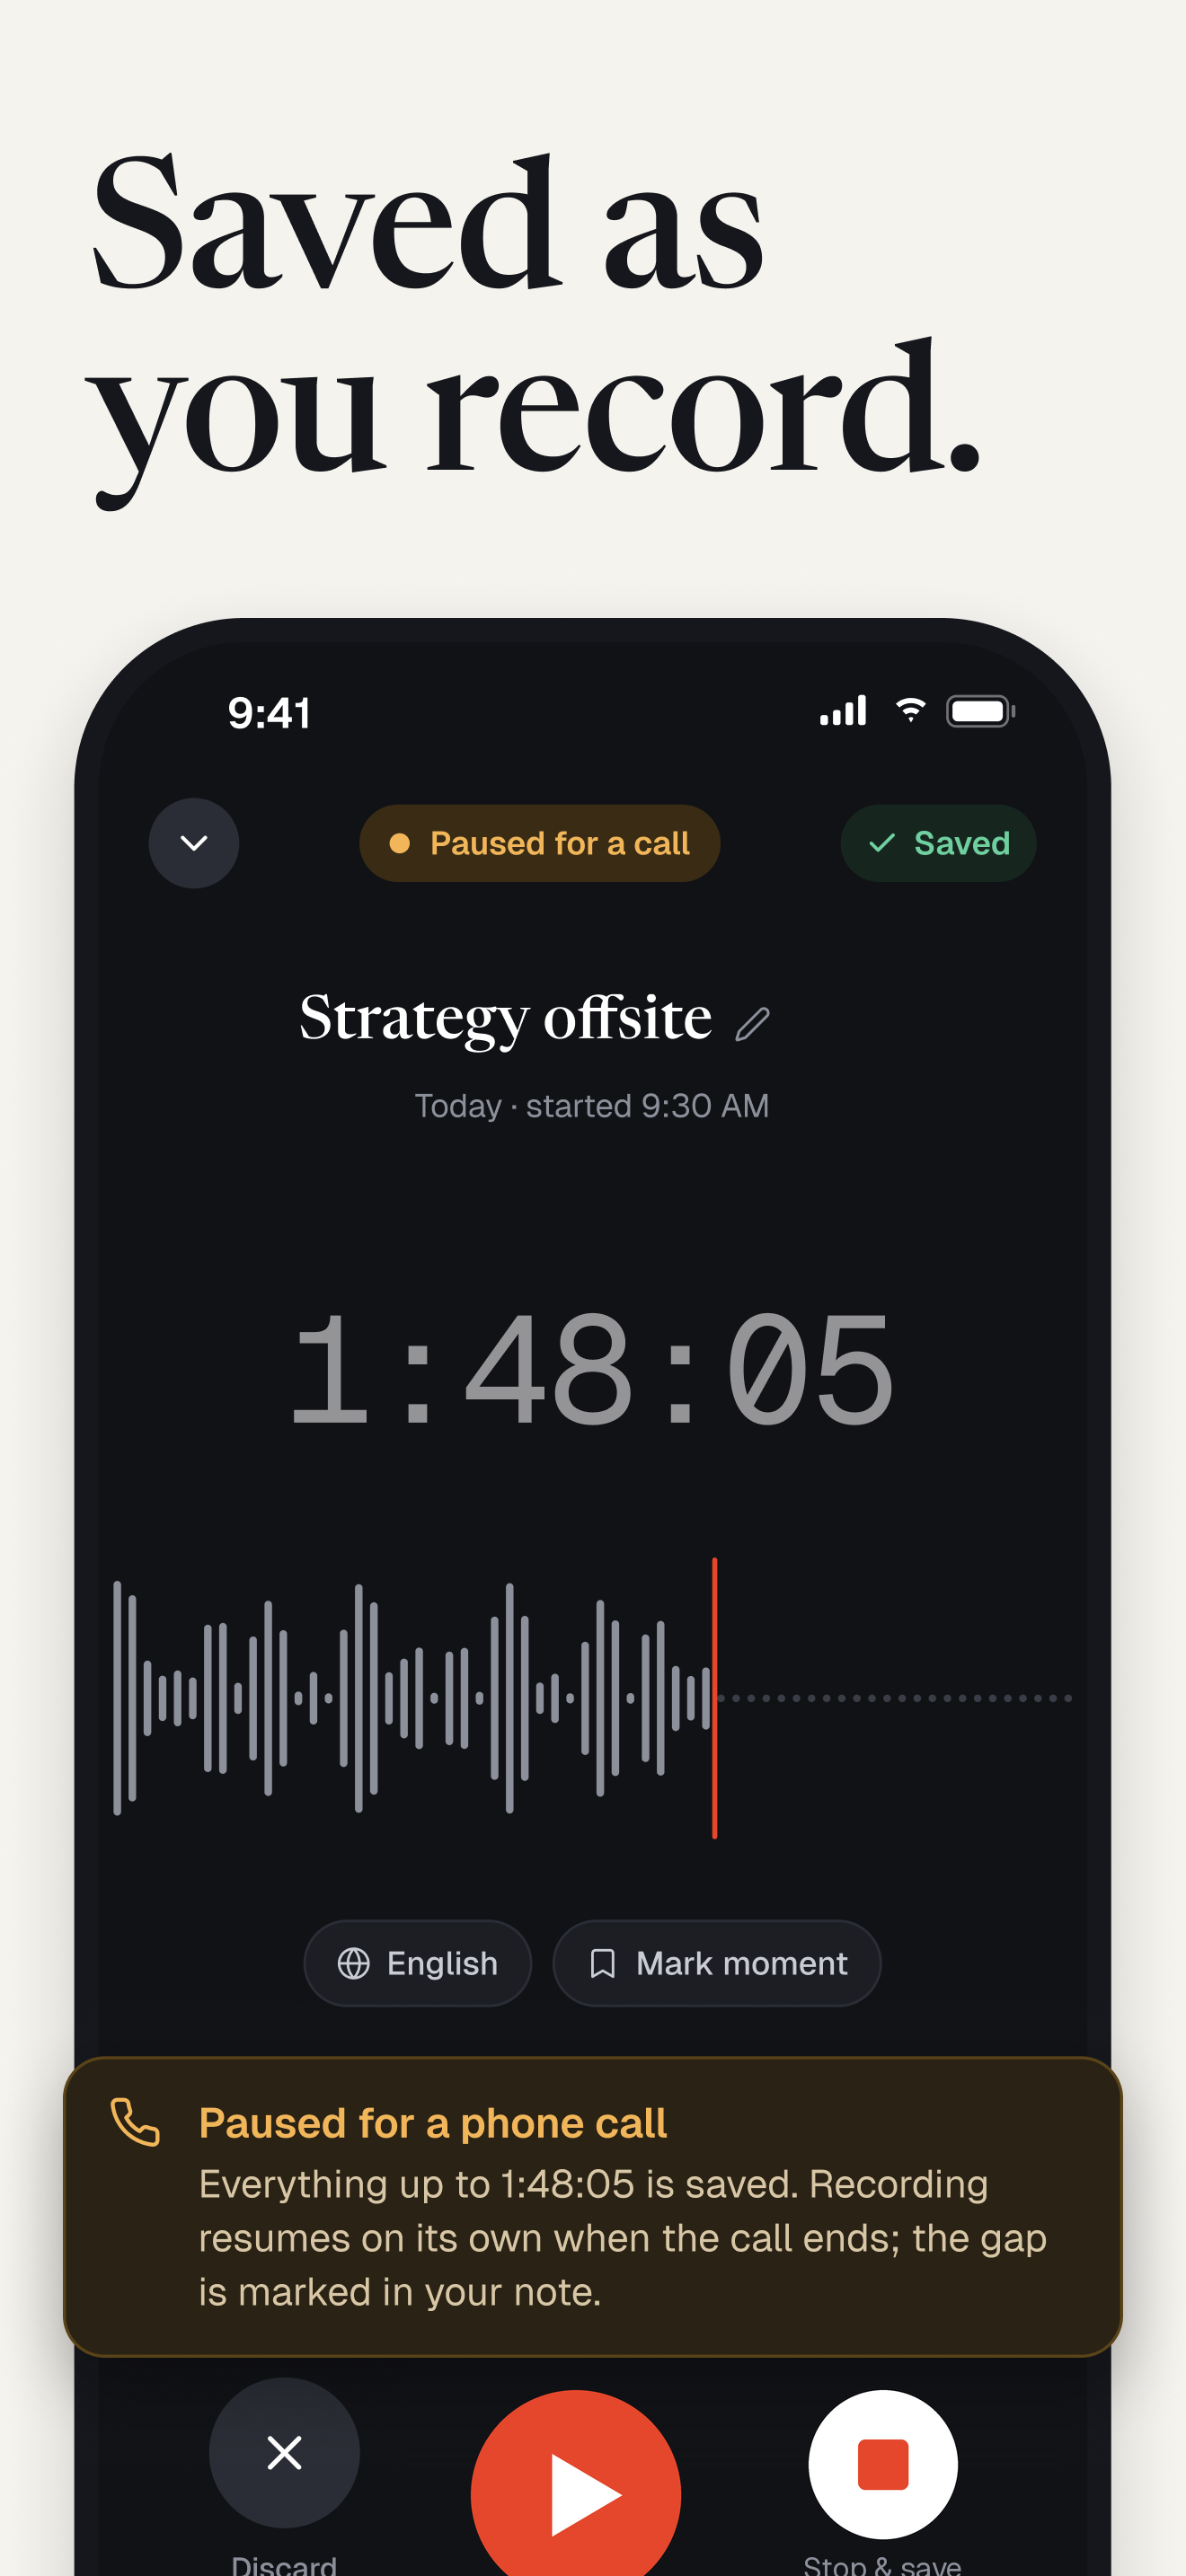 Saved as
you record.
9:41
Paused for a call
Saved
Strategy offsite
Today · started 9:30 AM
1:48:05
English
Mark moment
Paused for a phone call
Everything up to 1:48:05 is saved. Recording
resumes on its own when the call ends; the gap
is marked in your note.
Discard
Stop & save